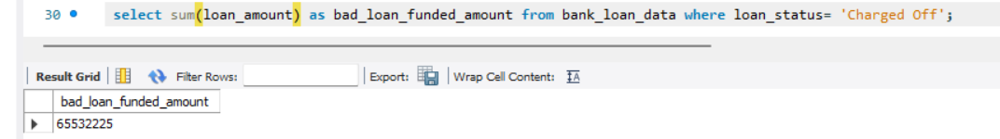 30 select sum(loan_amount) as bad_loan_funded_amount from bank_loan_data where loan_status= 'Charged Off';
Result Grid Filter Rows: Export: Wrap Cell Content: IA
bad_loan_funded_amount
65532225